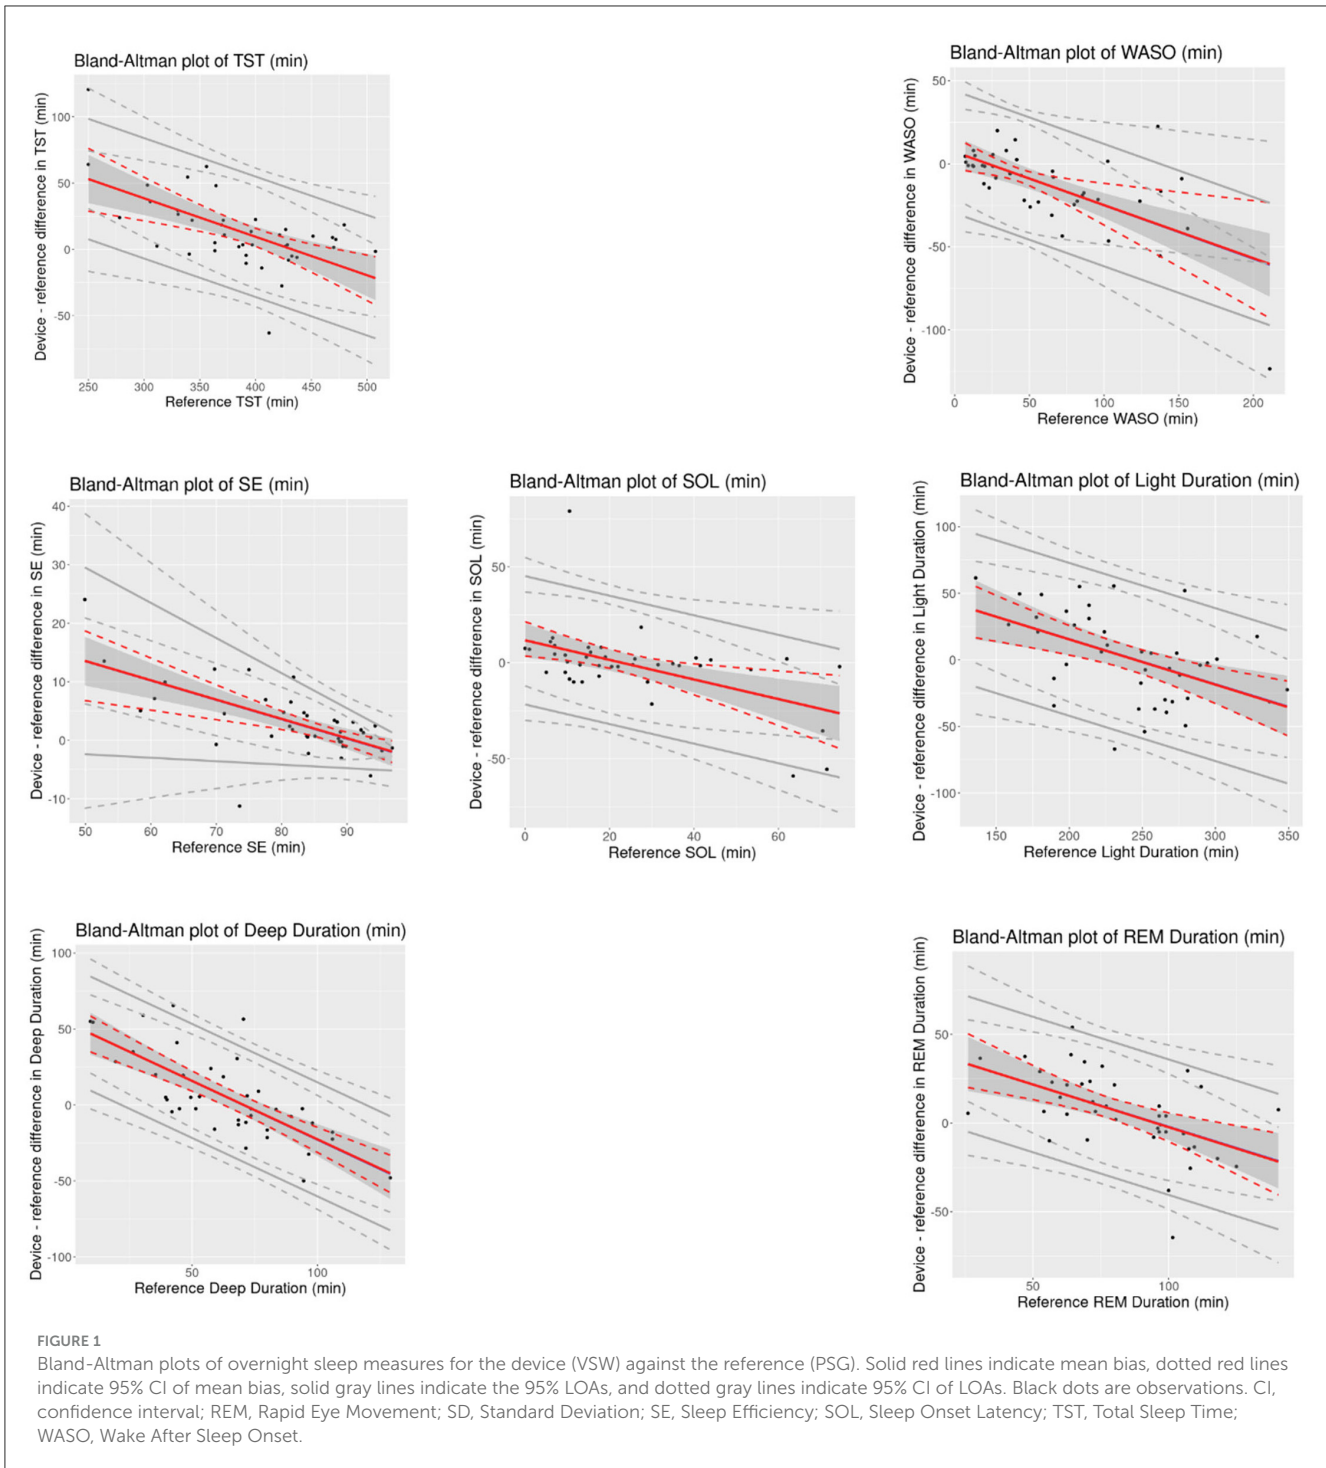 Bland-Altman plot of TST (min)
Device - reference difference in TST (min)
100
50
0
-50
250 300 350 400 450 500
Reference TST (min)
Bland-Altman plot of WASO (min)
Device - reference difference in WASO (min)
50
0
-50
-100
0 50 100 150 200
Reference WASO (min)
Bland-Altman plot of SE (min)
Device - reference difference in SE (min)
40
30
20
10
0
-10
50 60 70 80 90
Reference SE (min)
Bland-Altman plot of SOL (min)
Device - reference difference in SOL (min)
50
0
-50
0 20 40 60
Reference SOL (min)
Bland-Altman plot of Light Duration (min)
Device - reference difference in Light Duration (min)
100
50
0
-50
-100
150 200 250 300 350
Reference Light Duration (min)
Bland-Altman plot of Deep Duration (min)
Device - reference difference in Deep Duration (min)
100
50
0
-50
-100
50 100
Reference Deep Duration (min)
Bland-Altman plot of REM Duration (min)
Device - reference difference in REM Duration (min)
50
0
-50
50 100
Reference REM Duration (min)
FIGURE 1
Bland-Altman plots of overnight sleep measures for the device (VSW) against the reference (PSG). Solid red lines indicate mean bias, dotted red lines
indicate 95% CI of mean bias, solid gray lines indicate the 95% LOAs, and dotted gray lines indicate 95% CI of LOAs. Black dots are observations. CI,
confidence interval; REM, Rapid Eye Movement; SD, Standard Deviation; SE, Sleep Efficiency; SOL, Sleep Onset Latency; TST, Total Sleep Time;
WASO, Wake After Sleep Onset.